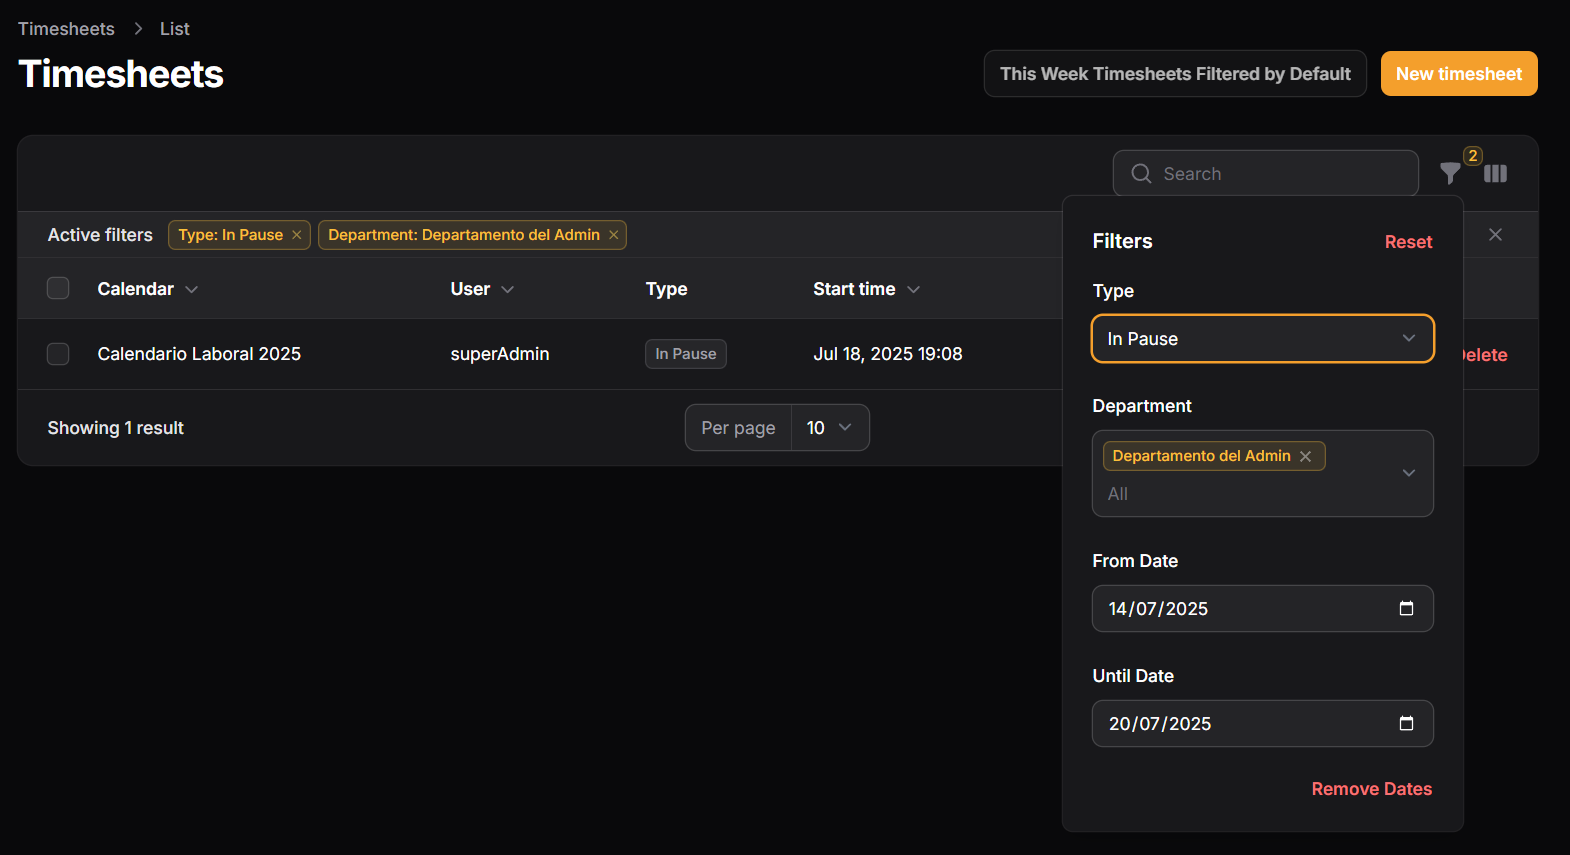 Timesheets > List
Timesheets
This Week Timesheets Filtered by Default
New timesheet
Search
2
Active filters
Type: In Pause
Department: Departamento del Admin
Calendar
User
Type
Start time
Calendario Laboral 2025
superAdmin
In Pause
Jul 18, 2025 19:08
elete
Showing 1 result
Per page
10
Filters
Reset
Type
In Pause
Department
Departamento del Admin
All
From Date
14/07/2025
Until Date
20/07/2025
Remove Dates